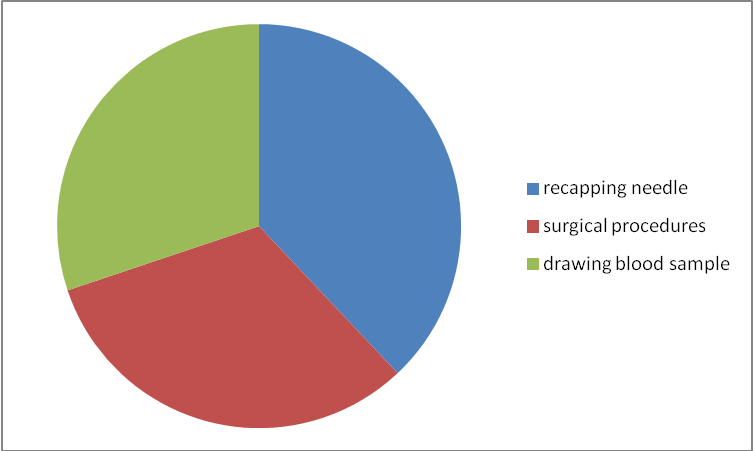 recapping needle
surgical procedures
drawing blood sample